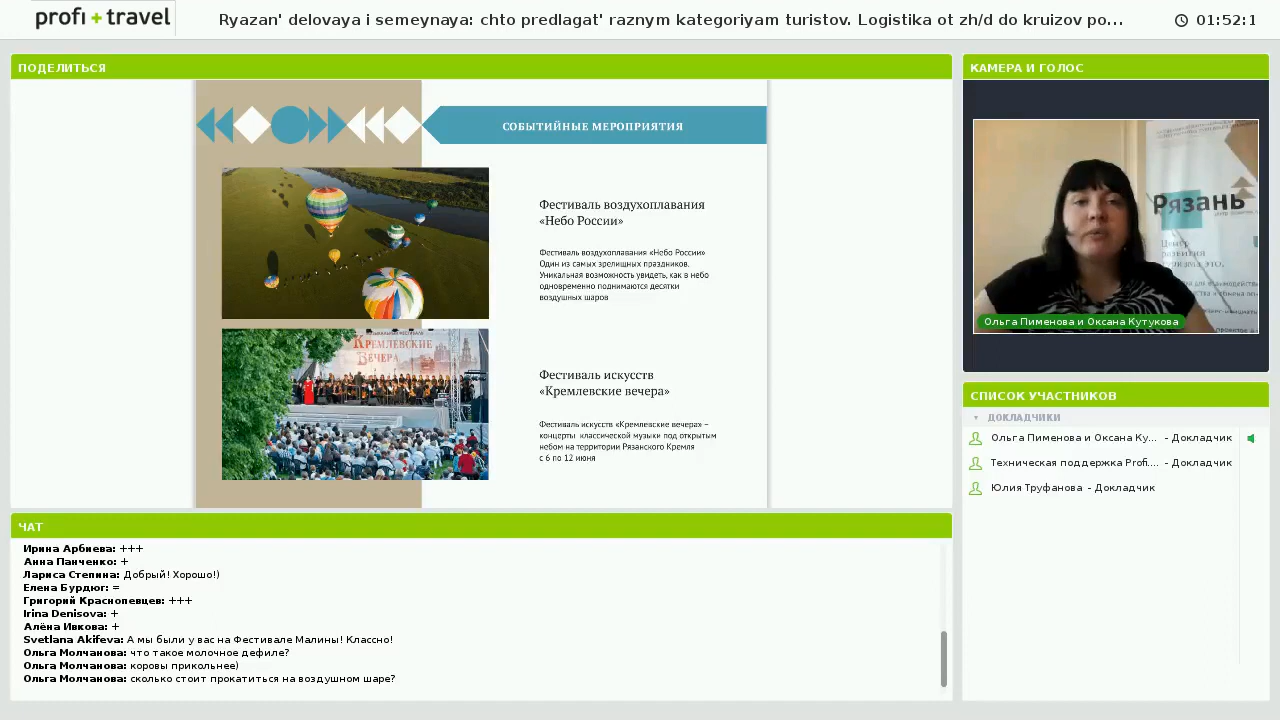 profi + travel
Ryazan' delovaya i semeynaya: chto predlagat' raznym kategoriyam turistov. Logistika ot zh/d do kruizov po...
01:52:1
ПОДЕЛИТЬСЯ
СОБЫТИЙНЫЕ МЕРОПРИЯТИЯ
Фестиваль воздухоплавания
«Небо России»
Фестиваль воздухоплавания «Небо России»
Один из самых зрелищных праздников.
Уникальная возможность увидеть, как в небо
одновременно поднимаются десятки
воздушных шаров
КРЕМЛЕВСКИЕ
ВЕЧЕРА
Фестиваль искусств
«Кремлевские вечера»
Фестиваль искусств «Кремлевские вечера» –
концерты классической музыки под открытым
небом на территории Рязанского Кремля
с 6 по 12 июня
ЧАТ
Ирина Арбиева: +++
Анна Панченко: +
Лариса Степина: Добрый! Хорошо!)
Елена Бурдюг: =
Григорий Краснопевцев: +++
Irina Denisova: +
Алёна Ивкова: +
Svetlana Akifeva: А мы были у вас на Фестивале Малины! Классно!
Ольга Молчанова: что такое молочное дефиле?
Ольга Молчанова: коровы прикольнее)
Ольга Молчанова: сколько стоит прокатиться на воздушном шаре?
КАМЕРА И ГОЛОС
Рязань
Центр
развития
Ольга Пименова и Оксана Кутукова
СПИСОК УЧАСТНИКОВ
ДОКЛАДЧИКИ
Ольга Пименова и Оксана Ку... - Докладчик
Техническая поддержка Profi.... - Докладчик
Юлия Труфанова - Докладчик